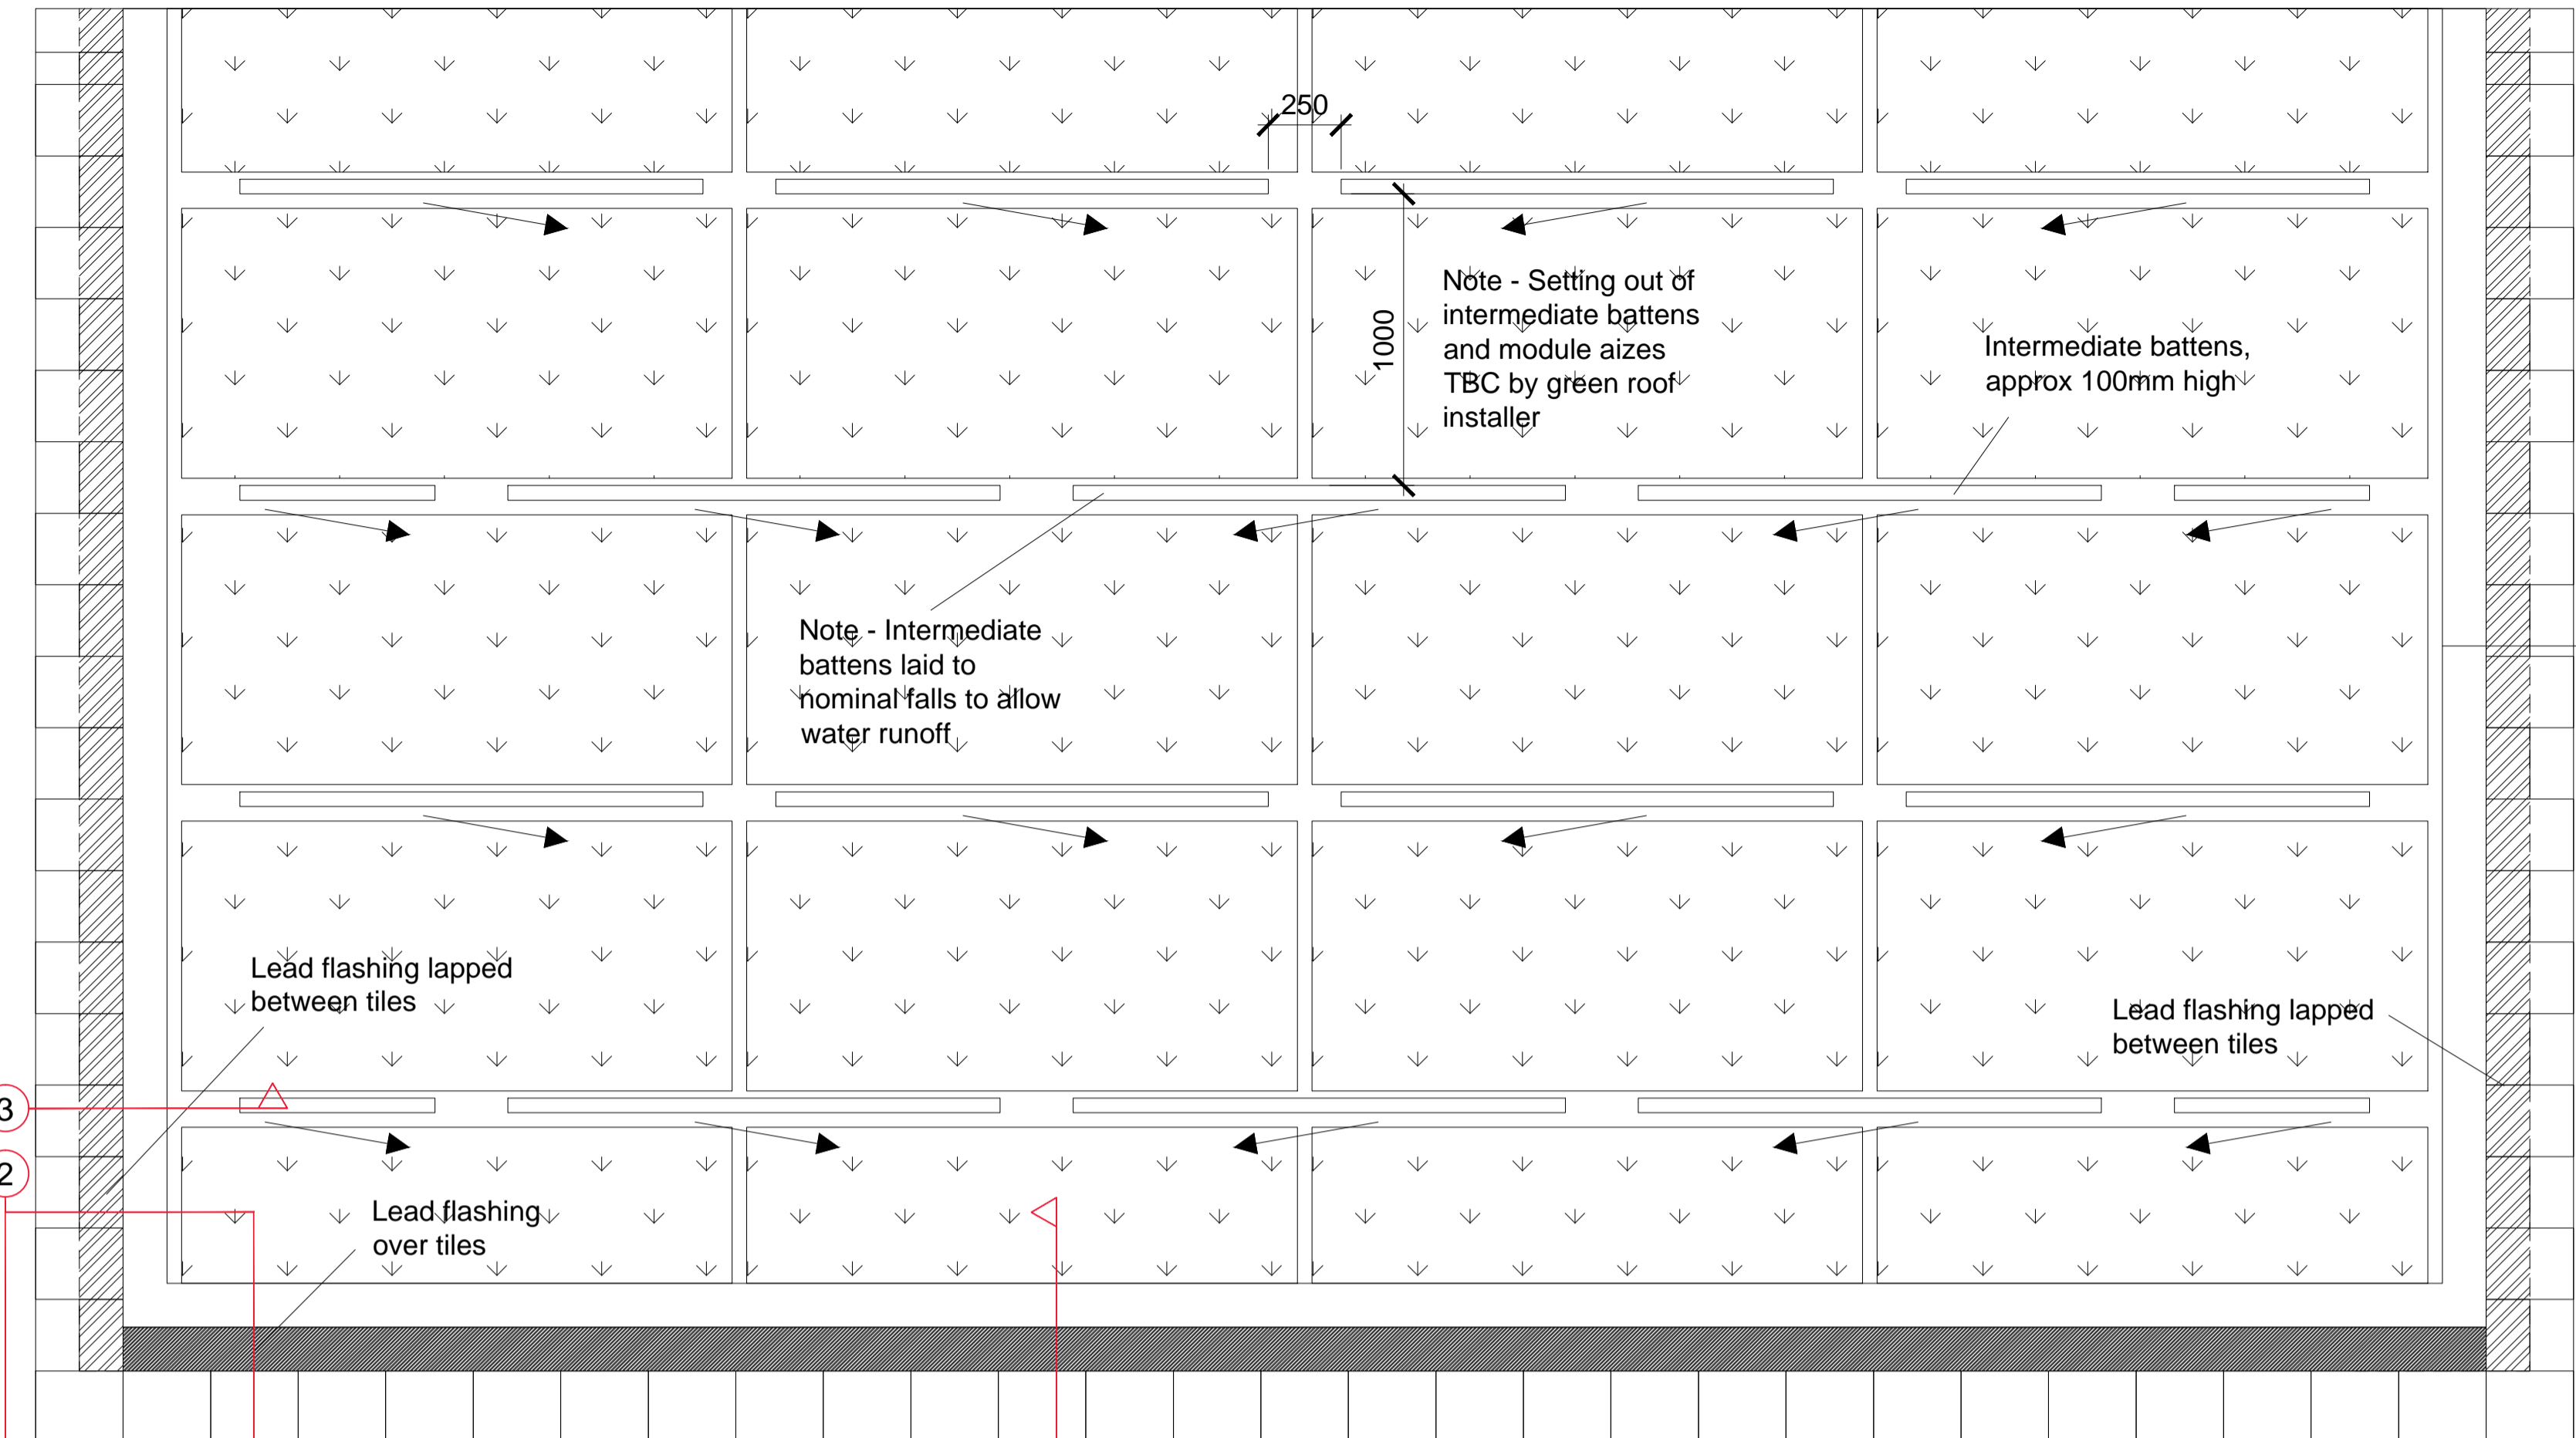 250
1000
Note - Setting out of
intermediate battens
and module aizes
TBC by green roof
installer
Intermediate battens,
approx 100mm high
Note - Intermediate
battens laid to
nominal falls to allow
water runoff
Lead flashing lapped
between tiles
Lead flashing lapped
between tiles
3
2
Lead flashing
over tiles